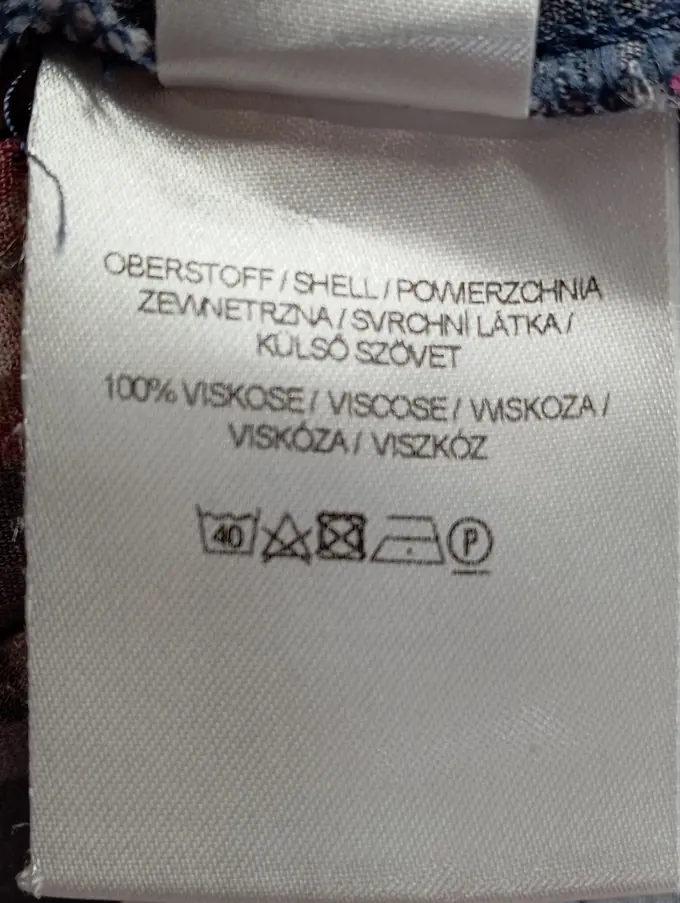 OBERSTOFF / SHELL / POWIERZCHNIA
ZEWNETRZNA / SVRCHNÍ LÁTKA /
KÜLSŐ SZÖVET
100% VISKOSE / VISCOSE / WISKOZA /
VISKÓZA / VISZKÓZ
40 P